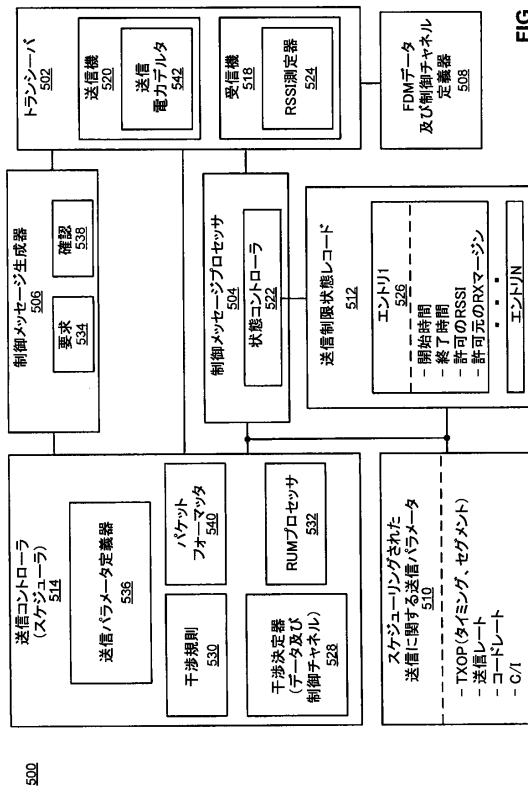 500
送信コントローラ
(スケジューラ)
514
送信パラメータ定義器
536
干渉規則
530
パケット
フォーマッタ
540
干渉決定器
(データ及び
制御チャネル)
528
RUMプロセッサ
532
スケジューリングされた
送信に関する送信パラメータ
510
- TXOP(タイミング、セグメント)
- 送信レート
- コードレート
- C/I
制御メッセージ生成器
506
要求
534
確認
538
制御メッセージプロセッサ
504
状態コントローラ
522
送信制限状態レコード
512
エントリ1
526
- 開始時間
- 終了時間
- 許可のRSSI
- 許可元のRXマージン
エントリN
トランシーバ
502
送信機
520
送信
電力デルタ
542
受信機
518
RSSI測定器
524
FDMデータ
及び制御チャネル
定義器
508
FIG